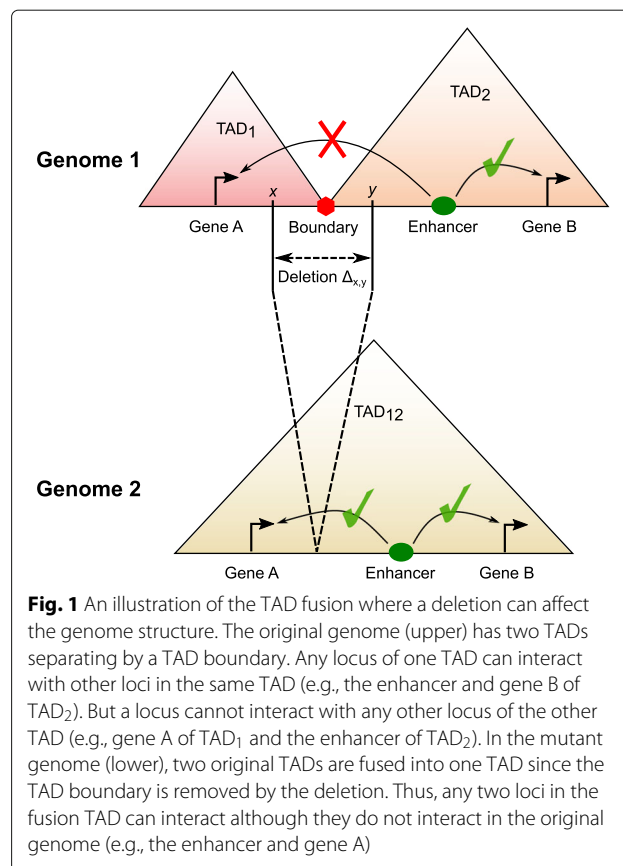 TAD2
TAD1
Genome 1
x
y
Gene A
Boundary
Enhancer
Gene B
Deletion Δx,y
TAD12
Genome 2
Gene A
Enhancer
Gene B
Fig. 1 An illustration of the TAD fusion where a deletion can affect
the genome structure. The original genome (upper) has two TADs
separating by a TAD boundary. Any locus of one TAD can interact
with other loci in the same TAD (e.g., the enhancer and gene B of
TAD2). But a locus cannot interact with any other locus of the other
TAD (e.g., gene A of TAD1 and the enhancer of TAD2). In the mutant
genome (lower), two original TADs are fused into one TAD since the
TAD boundary is removed by the deletion. Thus, any two loci in the
fusion TAD can interact although they do not interact in the original
genome (e.g., the enhancer and gene A)